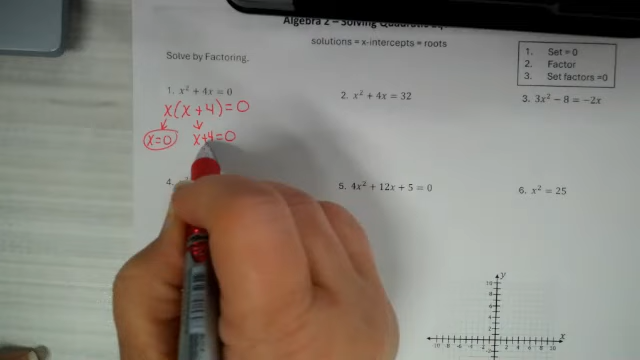 Algebra 2 – Solving
solutions = x-intercepts = roots
Solve by Factoring.
1. Set = 0
2. Factor
3. Set factors =0
1. x² + 4x = 0
x(x+4)=0
x=0 x+4=0
2. x² + 4x = 32
3. 3x² − 8 = −2x
4.
5. 4x² + 12x + 5 = 0
6. x² = 25
y
x